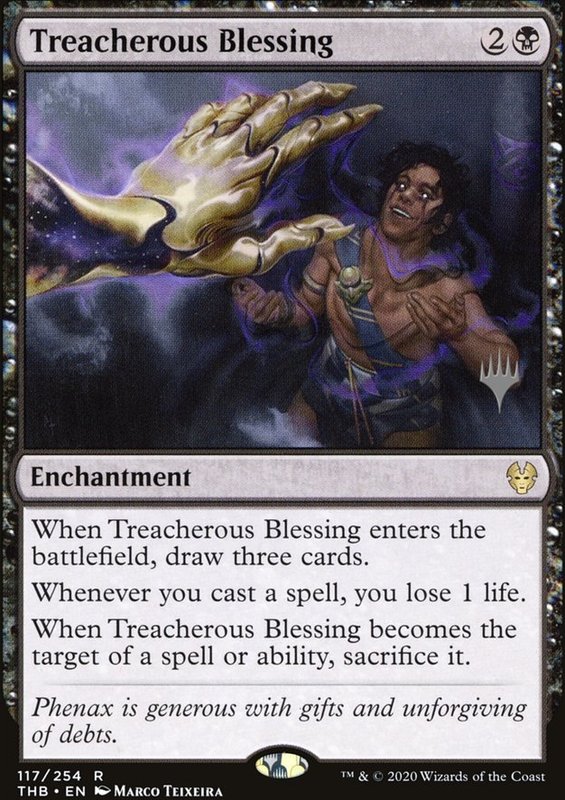 Treacherous Blessing 2
Enchantment
When Treacherous Blessing enters the
battlefield, draw three cards.
Whenever you cast a spell, you lose 1 life.
When Treacherous Blessing becomes the
target of a spell or ability, sacrifice it.
Phenax is generous with gifts and unforgiving
of debts.
117/254 R
THB • EN Marco Teixeira
™ & © 2020 Wizards of the Coast